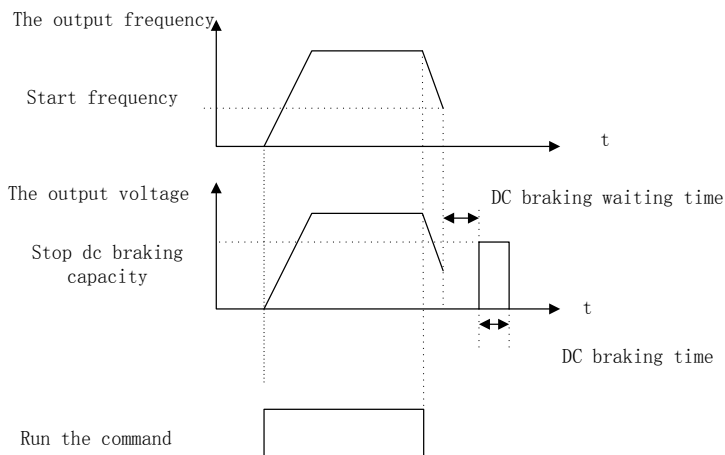 The output frequency
Start frequency
t
The output voltage
DC braking waiting time
Stop dc braking
capacity
t
DC braking time
Run the command